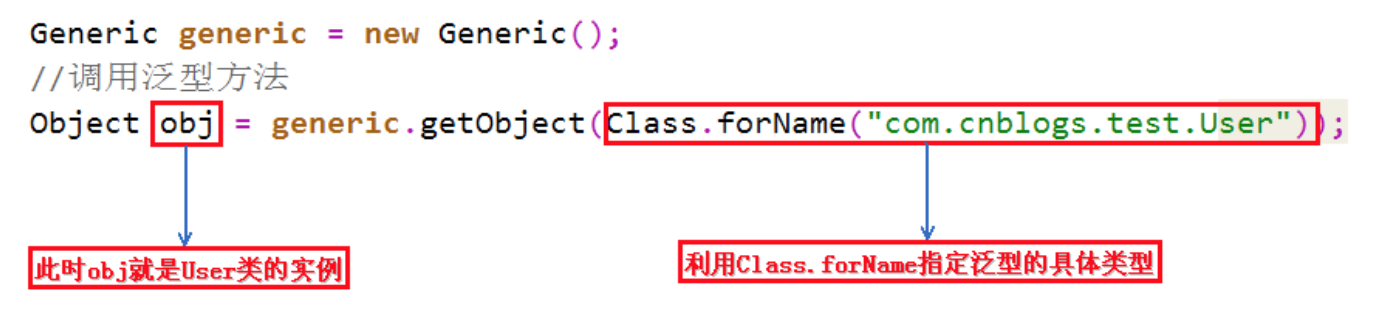 Generic generic = new Generic();
//调用泛型方法
Object obj = generic.getObject(Class.forName("com.cnblogs.test.User"));
此时obj就是User类的实例
利用Class.forName指定泛型的具体类型